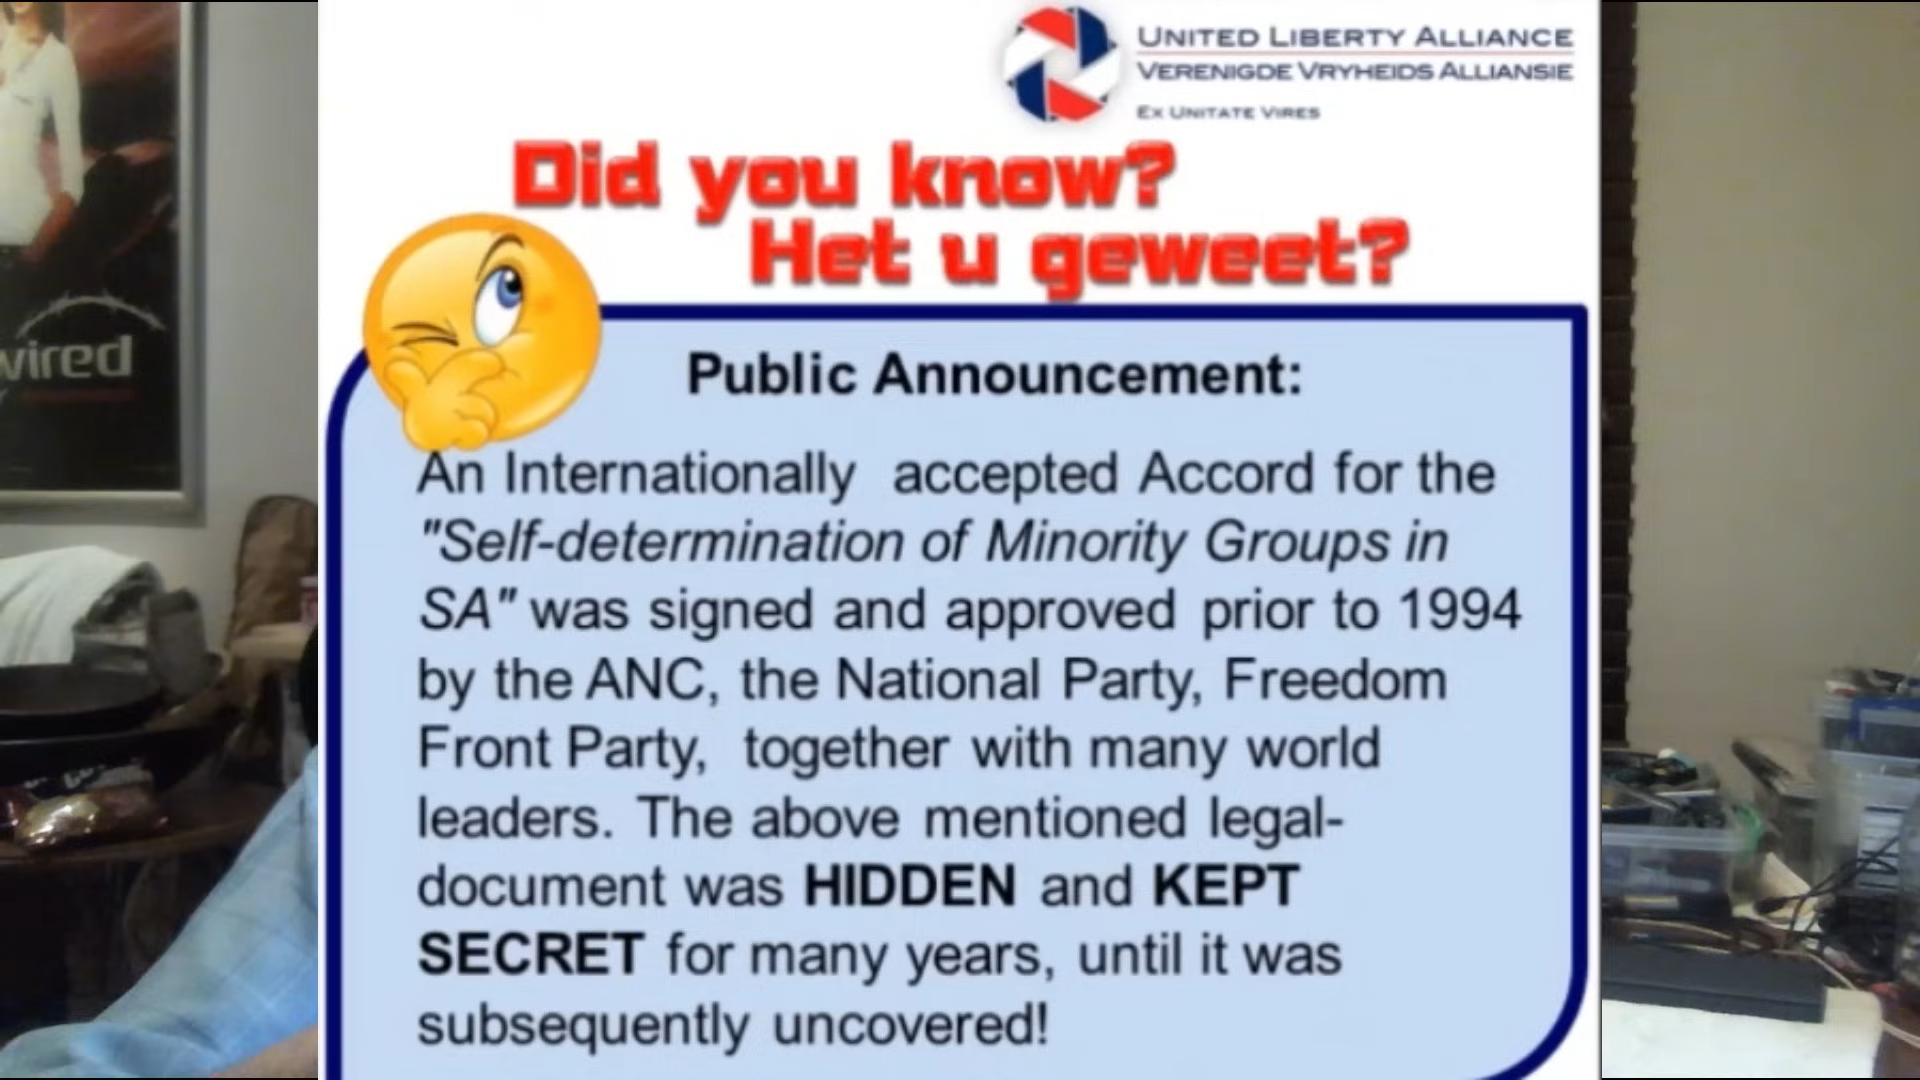 UNITED LIBERTY ALLIANCE
VERENIGDE VRYHEIDS ALLIANSIE
EX UNITATE VIRES
Did you know?
Het u geweet?
Public Announcement:
An Internationally accepted Accord for the
"Self-determination of Minority Groups in
SA" was signed and approved prior to 1994
by the ANC, the National Party, Freedom
Front Party, together with many world
leaders. The above mentioned legal-
document was HIDDEN and KEPT
SECRET for many years, until it was
subsequently uncovered!
wired